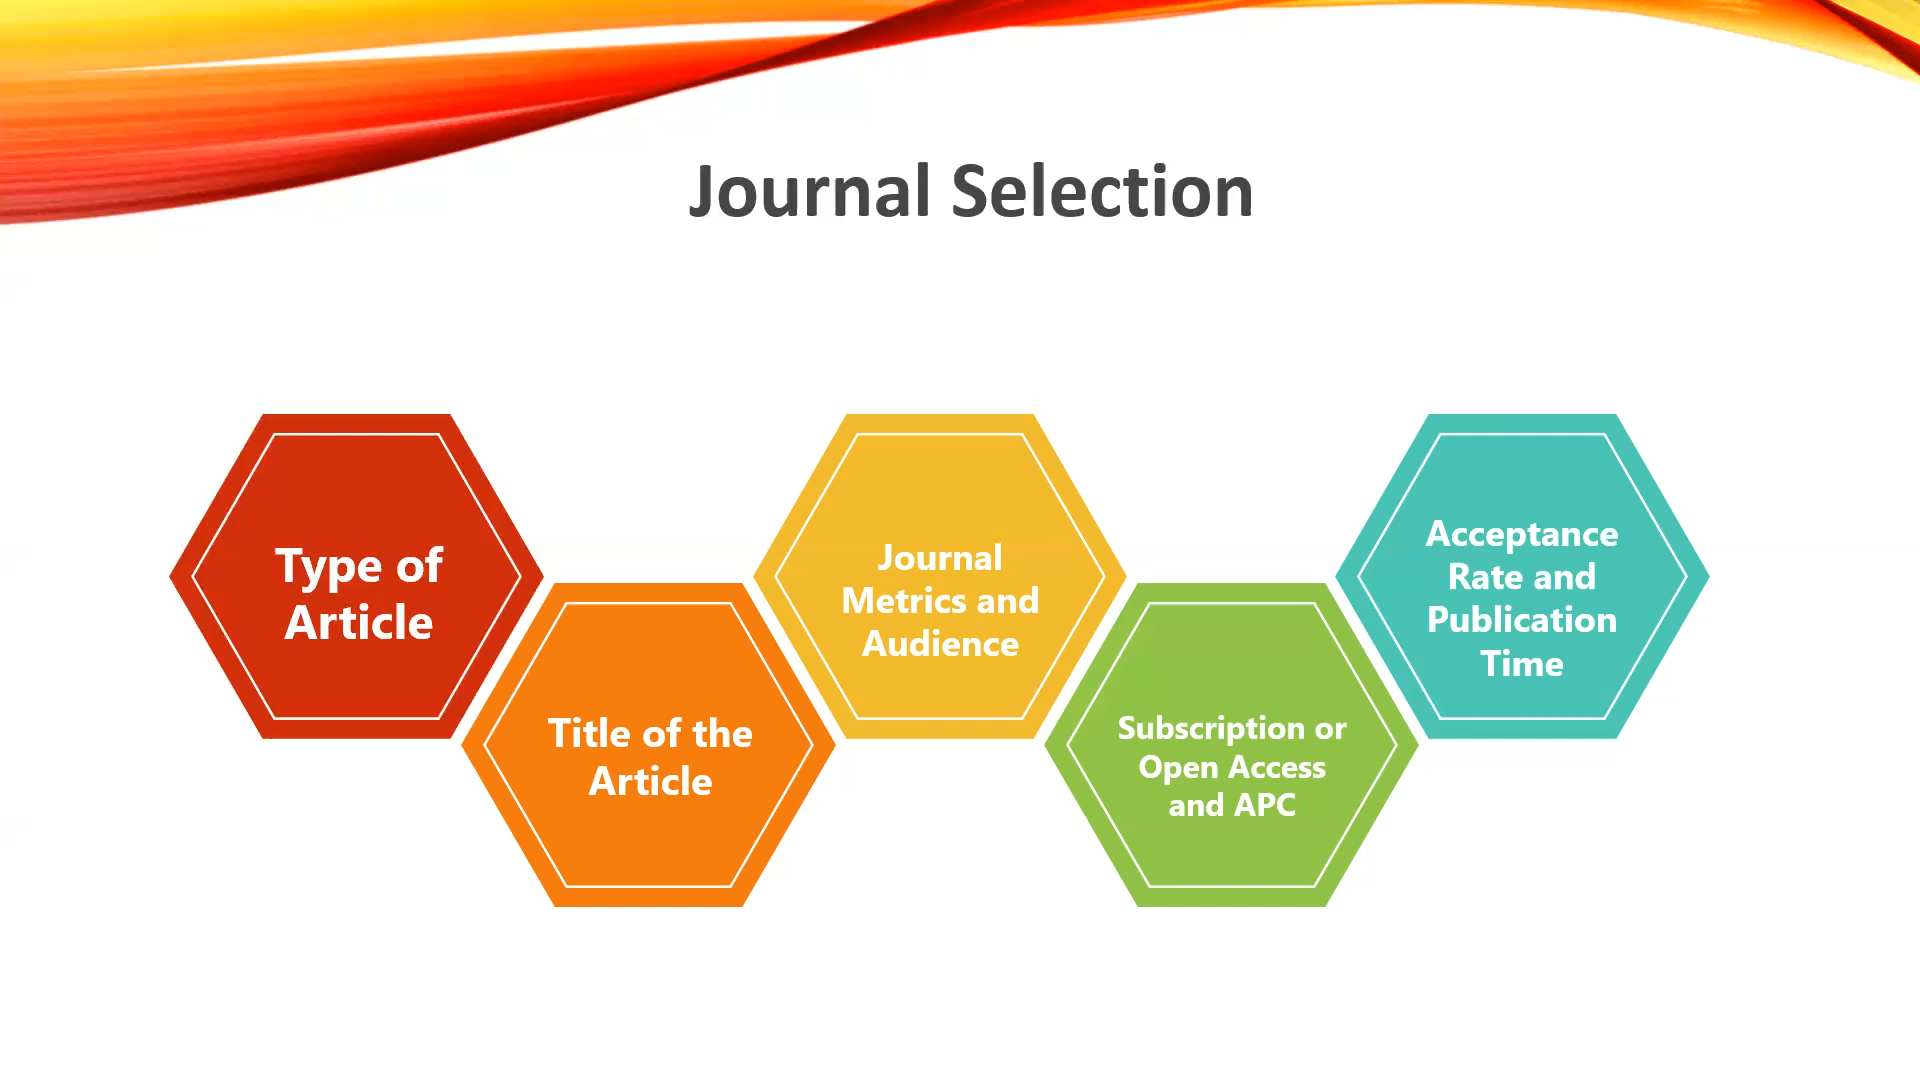 Journal Selection
Type of
Article
Title of the
Article
Journal
Metrics and
Audience
Subscription or
Open Access
and APC
Acceptance
Rate and
Publication
Time